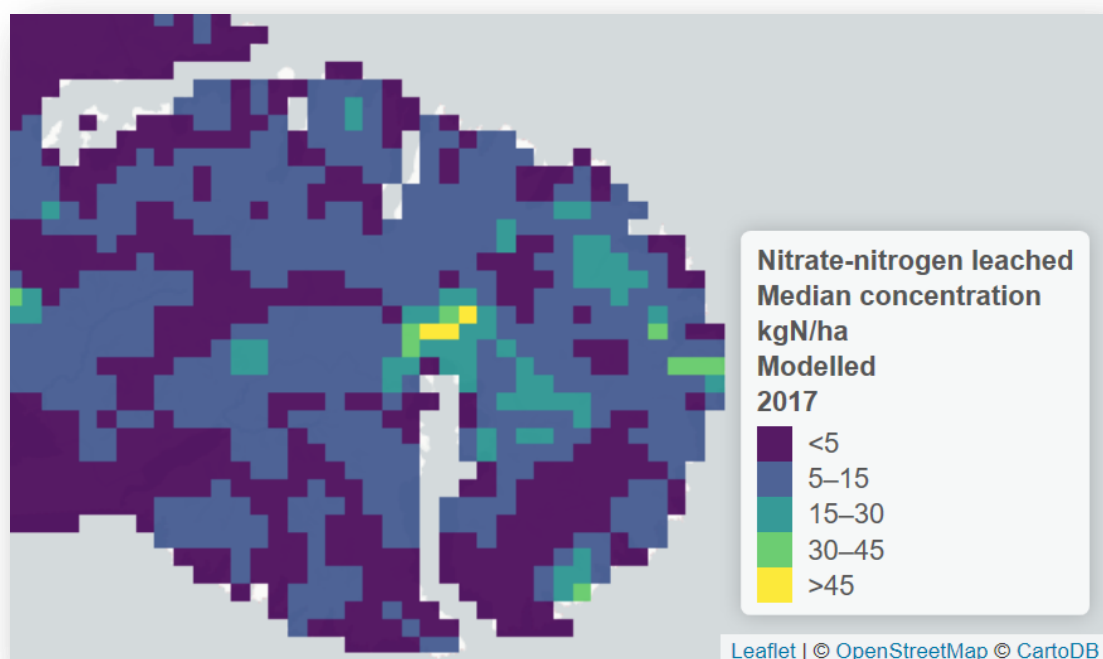 Nitrate-nitrogen leached
Median concentration
kgN/ha
Modelled
2017
<5
5–15
15–30
30–45
>45
Leaflet | © OpenStreetMap © CartoDB